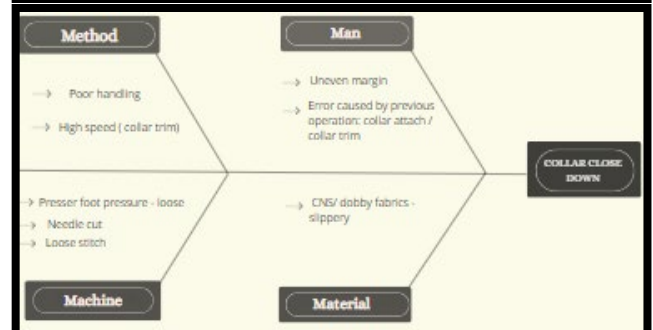 Method
Poor handling
High speed ( collar trim)
Man
Uneven margin
Error caused by previous
operation: collar attach /
collar trim
COLLAR CLOSE
DOWN
Presser foot pressure - loose
Needle cut
Loose stitch
Machine
CNS/ dobby fabrics -
slippery
Material